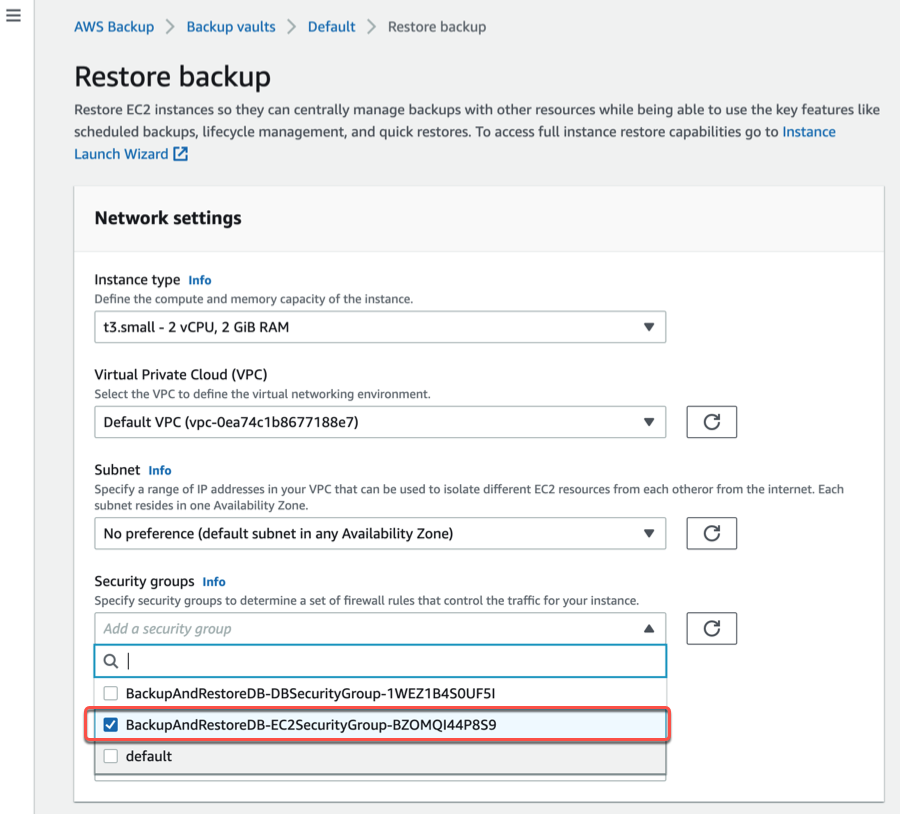 AWS Backup > Backup vaults > Default > Restore backup
Restore backup
Restore EC2 instances so they can centrally manage backups with other resources while being able to use the key features like
scheduled backups, lifecycle management, and quick restores. To access full instance restore capabilities go to Instance
Launch Wizard
Network settings
Instance type Info
Define the compute and memory capacity of the instance.
t3.small - 2 vCPU, 2 GiB RAM
Virtual Private Cloud (VPC)
Select the VPC to define the virtual networking environment.
Default VPC (vpc-0ea74c1b8677188e7)
Subnet Info
Specify a range of IP addresses in your VPC that can be used to isolate different EC2 resources from each otheror from the internet. Each
subnet resides in one Availability Zone.
No preference (default subnet in any Availability Zone)
Security groups Info
Specify security groups to determine a set of firewall rules that control the traffic for your instance.
Add a security group
BackupAndRestoreDB-DBSecurityGroup-1WEZ1B4S0UF5I
BackupAndRestoreDB-EC2SecurityGroup-BZOMQI44P8S9
default